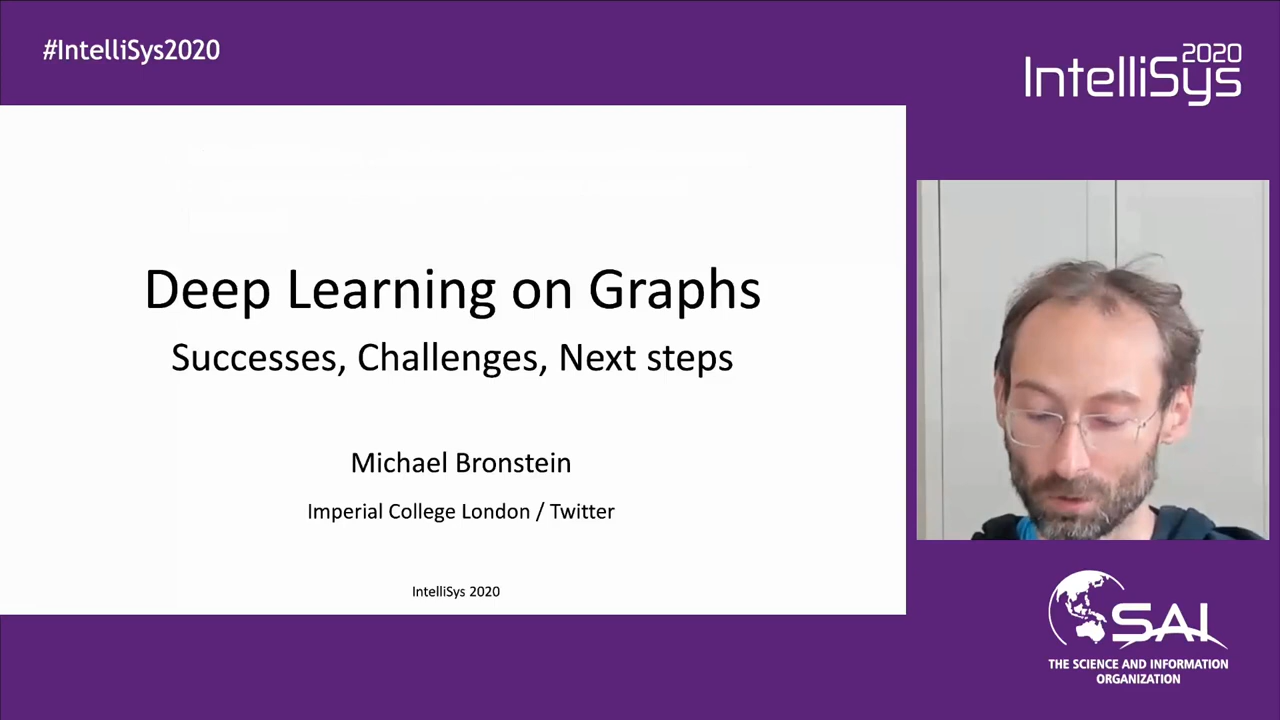 #IntelliSys2020
2020
IntelliSys
Deep Learning on Graphs
Successes, Challenges, Next steps
Michael Bronstein
Imperial College London / Twitter
IntelliSys 2020
SAI
THE SCIENCE AND INFORMATION
ORGANIZATION